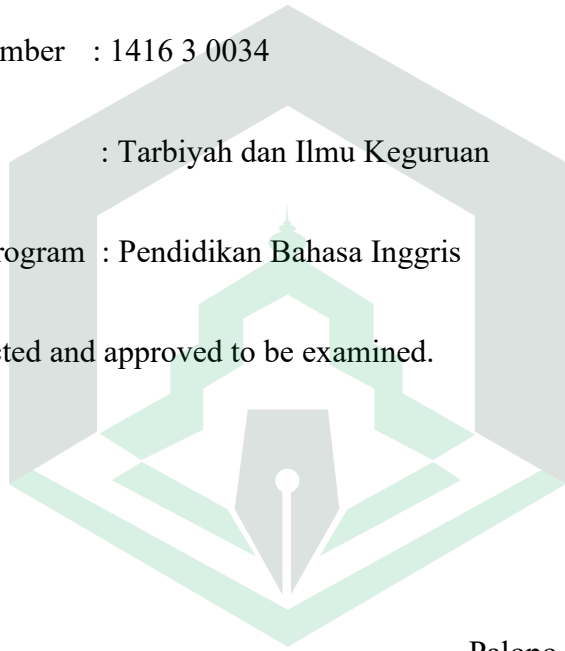 mber : 1416 3 0034
: Tarbiyah dan Ilmu Keguruan
rogram : Pendidikan Bahasa Inggris
ted and approved to be examined.